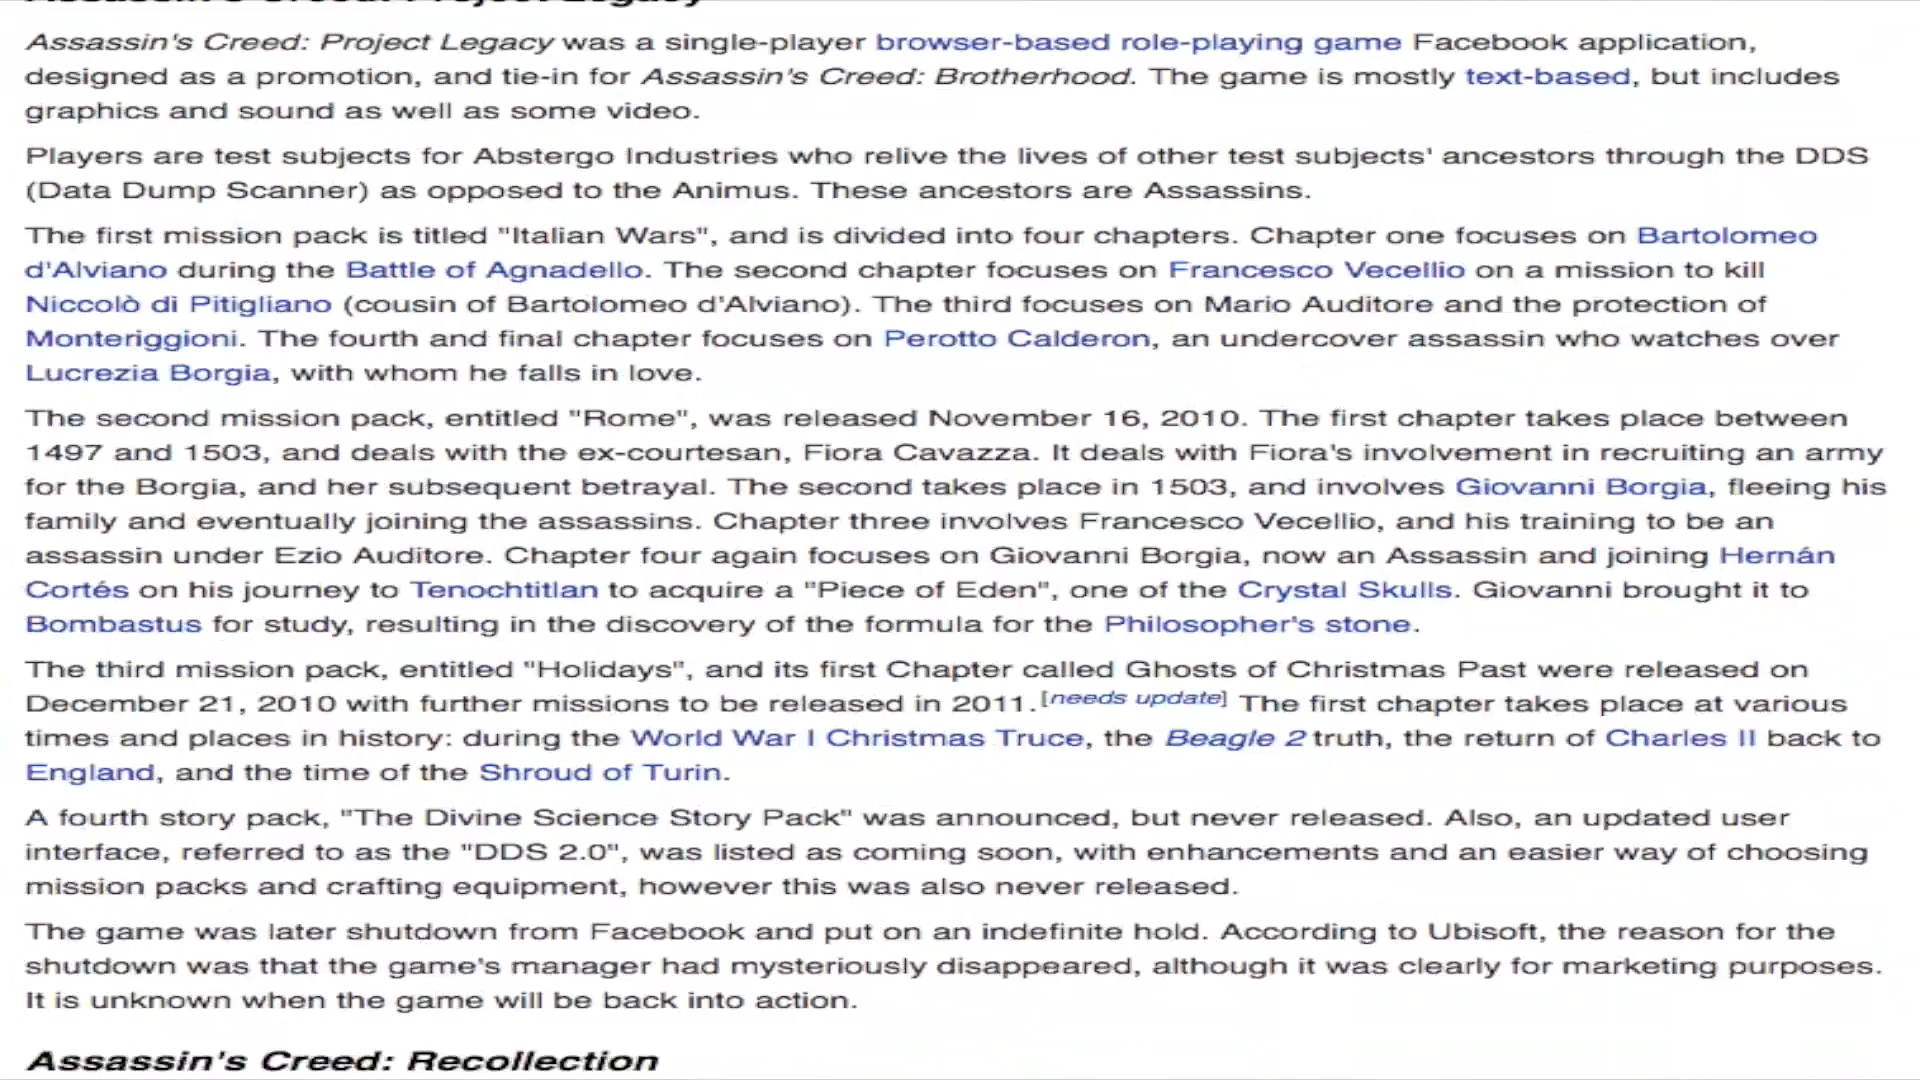 Assassin's Creed: Project Legacy
Assassin's Creed: Project Legacy was a single-player browser-based role-playing game Facebook application,
designed as a promotion, and tie-in for Assassin's Creed: Brotherhood. The game is mostly text-based, but includes
graphics and sound as well as some video.
Players are test subjects for Abstergo Industries who relive the lives of other test subjects' ancestors through the DDS
(Data Dump Scanner) as opposed to the Animus. These ancestors are Assassins.
The first mission pack is titled "Italian Wars", and is divided into four chapters. Chapter one focuses on Bartolomeo
d'Alviano during the Battle of Agnadello. The second chapter focuses on Francesco Vecellio on a mission to kill
Niccolò di Pitigliano (cousin of Bartolomeo d'Alviano). The third focuses on Mario Auditore and the protection of
Monteriggioni. The fourth and final chapter focuses on Perotto Calderon, an undercover assassin who watches over
Lucrezia Borgia, with whom he falls in love.
The second mission pack, entitled "Rome", was released November 16, 2010. The first chapter takes place between
1497 and 1503, and deals with the ex-courtesan, Fiora Cavazza. It deals with Fiora's involvement in recruiting an army
for the Borgia, and her subsequent betrayal. The second takes place in 1503, and involves Giovanni Borgia, fleeing his
family and eventually joining the assassins. Chapter three involves Francesco Vecellio, and his training to be an
assassin under Ezio Auditore. Chapter four again focuses on Giovanni Borgia, now an Assassin and joining Hernán
Cortés on his journey to Tenochtitlan to acquire a "Piece of Eden", one of the Crystal Skulls. Giovanni brought it to
Bombastus for study, resulting in the discovery of the formula for the Philosopher's stone.
The third mission pack, entitled "Holidays", and its first Chapter called Ghosts of Christmas Past were released on
December 21, 2010 with further missions to be released in 2011.[needs update] The first chapter takes place at various
times and places in history: during the World War I Christmas Truce, the Beagle 2 truth, the return of Charles II back to
England, and the time of the Shroud of Turin.
A fourth story pack, "The Divine Science Story Pack" was announced, but never released. Also, an updated user
interface, referred to as the "DDS 2.0", was listed as coming soon, with enhancements and an easier way of choosing
mission packs and crafting equipment, however this was also never released.
The game was later shutdown from Facebook and put on an indefinite hold. According to Ubisoft, the reason for the
shutdown was that the game's manager had mysteriously disappeared, although it was clearly for marketing purposes.
It is unknown when the game will be back into action.
Assassin's Creed: Recollection